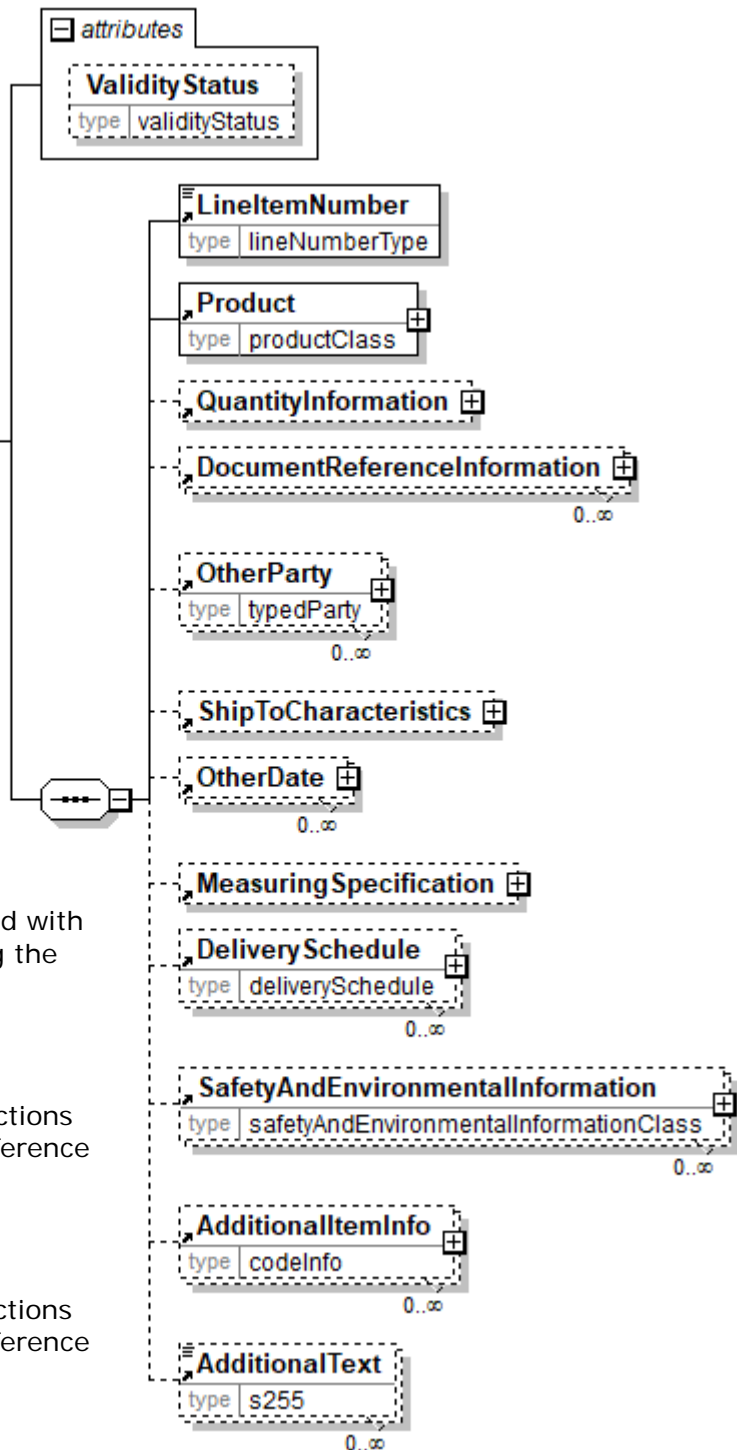 attributes
ValidityStatus
type validityStatus
LineItemNumber
type lineNumberType
Product
type productClass
QuantityInformation
DocumentReferenceInformation
0..∞
OtherParty
type typedParty
0..∞
ShipToCharacteristics
OtherDate
0..∞
MeasuringSpecification
d with
g the
DeliverySchedule
type deliverySchedule
0..∞
SafetyAndEnvironmentalInformation
type safetyAndEnvironmentalInformationClass
0..∞
ctions
ference
AdditionalItemInfo
type codeInfo
0..∞
ctions
ference
AdditionalText
type s255
0..∞